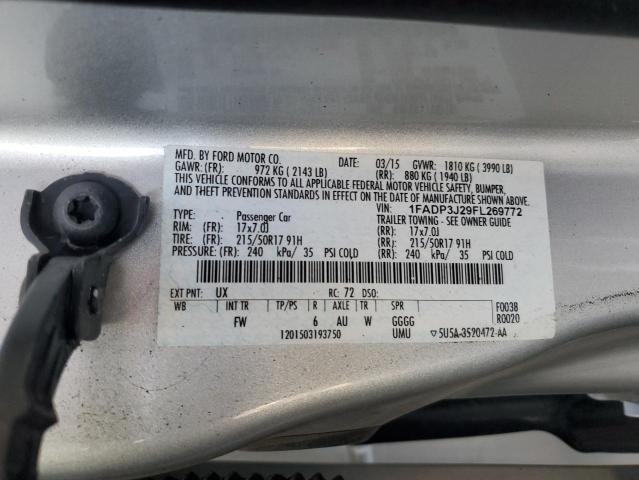 MFD. BY FORD MOTOR CO. DATE: 03/15 GVWR: 1810 KG ( 3990 LB)
GAWR: (FR): 972 KG ( 2143 LB) (RR): 880 KG ( 1940 LB)
THIS VEHICLE CONFORMS TO ALL APPLICABLE FEDERAL MOTOR VEHICLE SAFETY, BUMPER,
AND THEFT PREVENTION STANDARDS IN EFFECT ON THE DATE OF MANUFACTURE SHOWN ABOVE.
VIN: 1FADP3J29FL269772
TYPE: Passenger Car TRAILER TOWING - SEE OWNER GUIDE
RIM: (FR): 17x7.0J (RR): 17x7.0J
TIRE: (FR): 215/50R17 91H (RR): 215/50R17 91H
PRESSURE: (FR): 240 kPa/ 35 PSI COLD (RR): 240 kPa/ 35 PSI COLD
EXT PNT: UX RC: 72 DSO: F0038
WB INT TR TP/PS R AXLE TR SPR R0020
FW 6 AU W GGGG
1201503193750 UMU ▽5U5A-3520472-AA